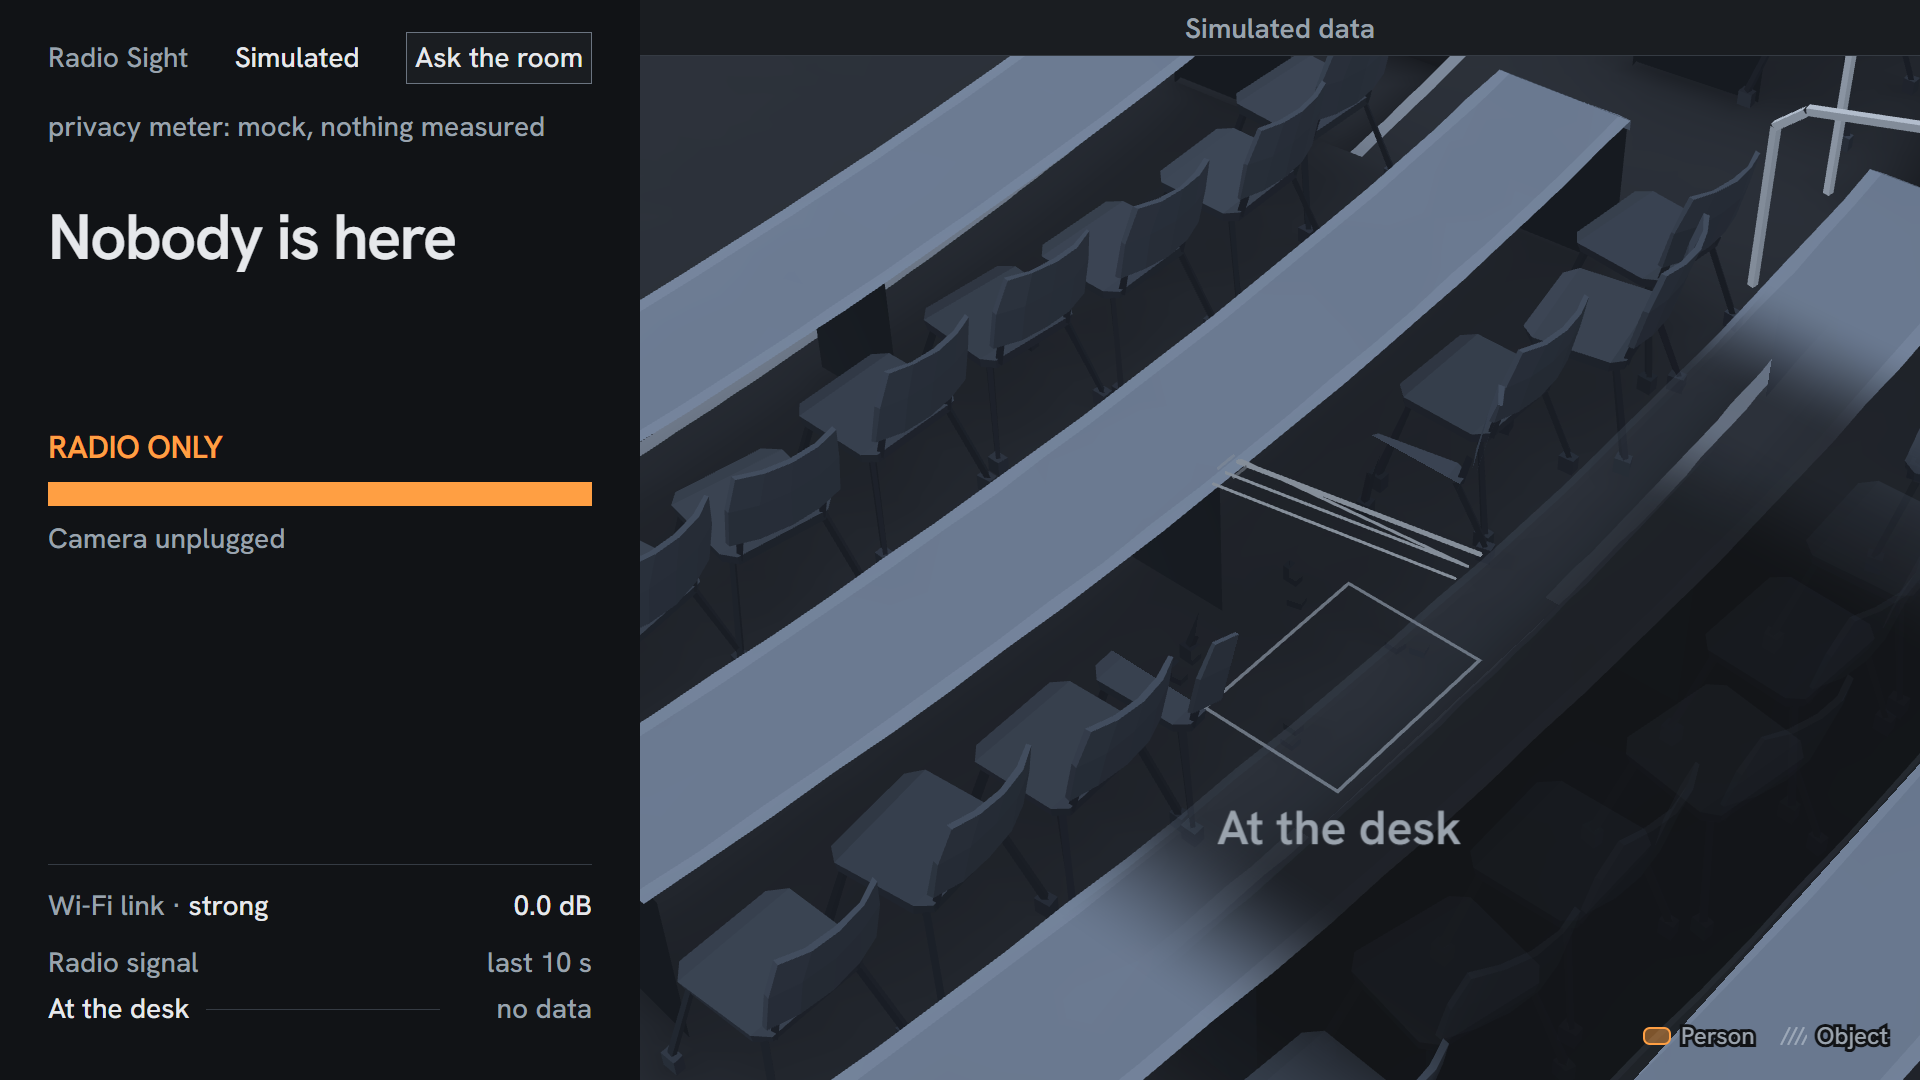 Radio Sight Simulated Ask the room
privacy meter: mock, nothing measured
Nobody is here
RADIO ONLY
Camera unplugged
Wi-Fi link · strong 0.0 dB
Radio signal last 10 s
At the desk no data
Simulated data
At the desk
Person Object